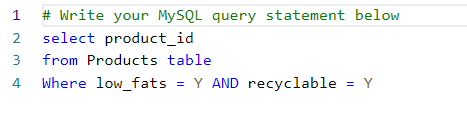 1 # Write your MySQL query statement below
2 select product_id
3 from Products table
4 Where low_fats = Y AND recyclable = Y